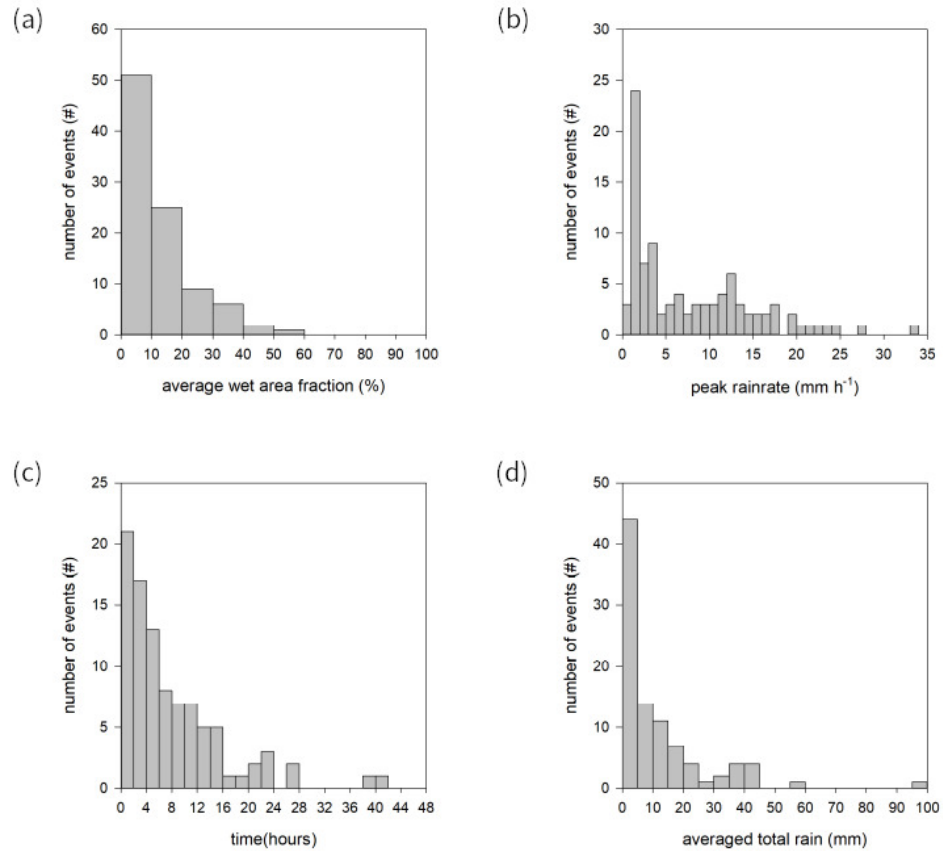 (a)
60
50
40
30
20
10
0
number of events (#)
0 10 20 30 40 50 60 70 80 90 100
average wet area fraction (%)
(b)
30
25
20
15
10
5
0
number of events (#)
0 5 10 15 20 25 30 35
peak rainrate (mm h⁻¹)
(c)
25
20
15
10
5
0
number of events (#)
0 4 8 12 16 20 24 28 32 36 40 44 48
time(hours)
(d)
50
40
30
20
10
0
number of events (#)
0 10 20 30 40 50 60 70 80 90 100
averaged total rain (mm)